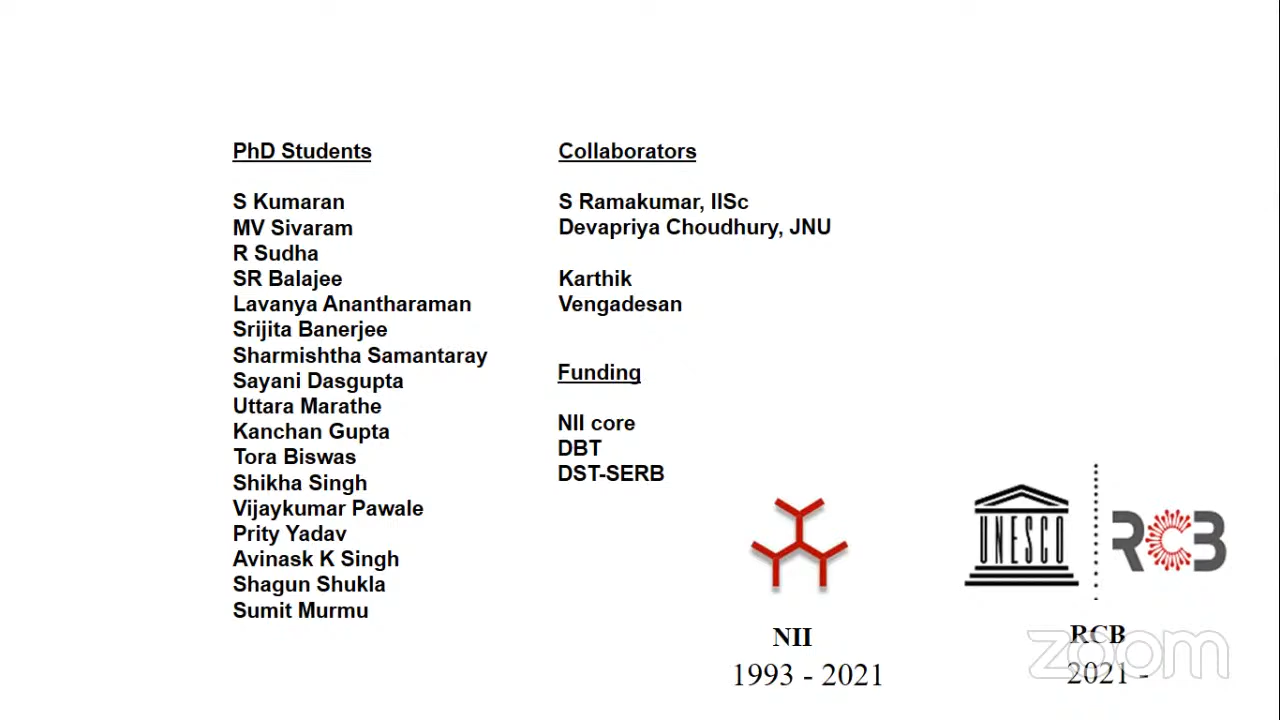 PhD Students
S Kumaran
MV Sivaram
R Sudha
SR Balajee
Lavanya Anantharaman
Srijita Banerjee
Sharmishtha Samantaray
Sayani Dasgupta
Uttara Marathe
Kanchan Gupta
Tora Biswas
Shikha Singh
Vijaykumar Pawale
Prity Yadav
Avinask K Singh
Shagun Shukla
Sumit Murmu
Collaborators
S Ramakumar, IISc
Devapriya Choudhury, JNU
Karthik
Vengadesan
Funding
NII core
DBT
DST-SERB
NII
1993 - 2021
UNESCO
RCB
RCB
2021 -
zoom